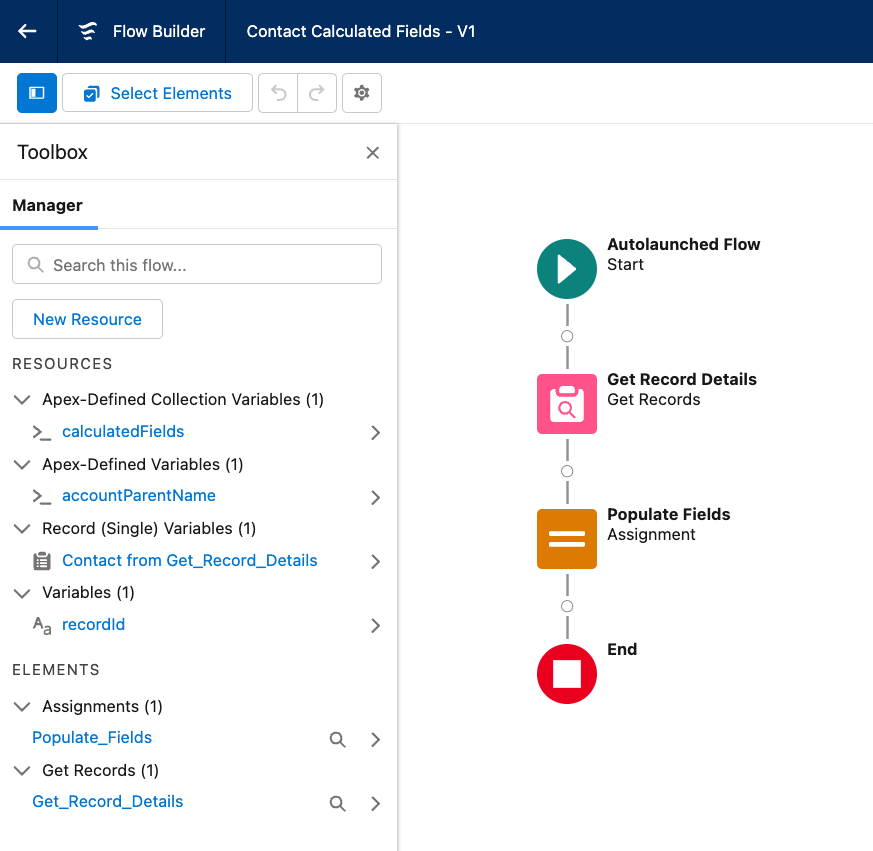 Flow Builder
Contact Calculated Fields - V1
Select Elements
Toolbox
Manager
Search this flow...
New Resource
RESOURCES
Apex-Defined Collection Variables (1)
calculatedFields
Apex-Defined Variables (1)
accountParentName
Record (Single) Variables (1)
Contact from Get_Record_Details
Variables (1)
Aa recordId
ELEMENTS
Assignments (1)
Populate_Fields
Get Records (1)
Get_Record_Details
Autolaunched Flow
Start
Get Record Details
Get Records
Populate Fields
Assignment
End